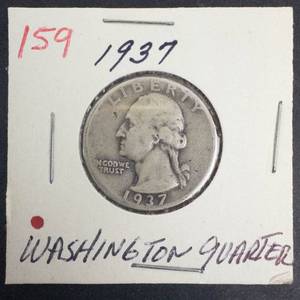 159
1937
LIBERTY
IN GOD WE
TRUST
1937
WASHINGTON QUARTER